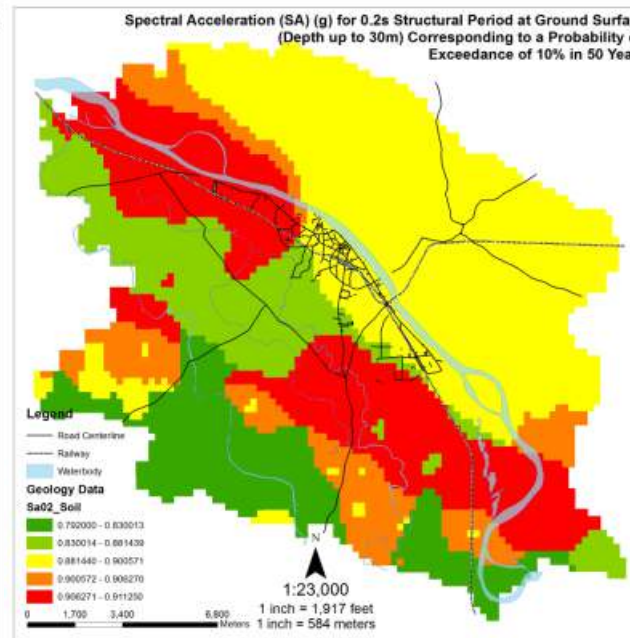 Spectral Acceleration (SA) (g) for 0.2s Structural Period at Ground Surfa
(Depth up to 30m) Corresponding to a Probability o
Exceedance of 10% in 50 Yea
Legend
Road Centerline
Railway
Waterbody
Geology Data
Sa02_Soil
0.792000 - 0.830013
0.830014 - 0.881439
0.881440 - 0.900571
0.900572 - 0.906270
0.906271 - 0.911250
N
1:23,000
1 inch = 1,917 feet
1 inch = 584 meters
0 1,700 3,400 6,800
Meters